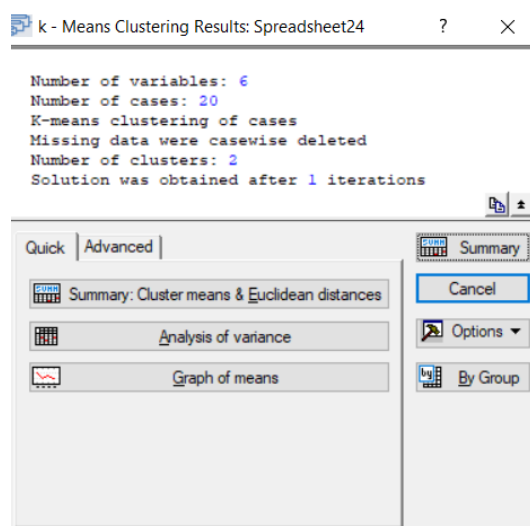 k - Means Clustering Results: Spreadsheet24 ?
Number of variables: 6
Number of cases: 20
K-means clustering of cases
Missing data were casewise deleted
Number of clusters: 2
Solution was obtained after 1 iterations
Quick Advanced
Summary: Cluster means & Euclidean distances
Analysis of variance
Graph of means
SUMM Summary
Cancel
Options
By Group